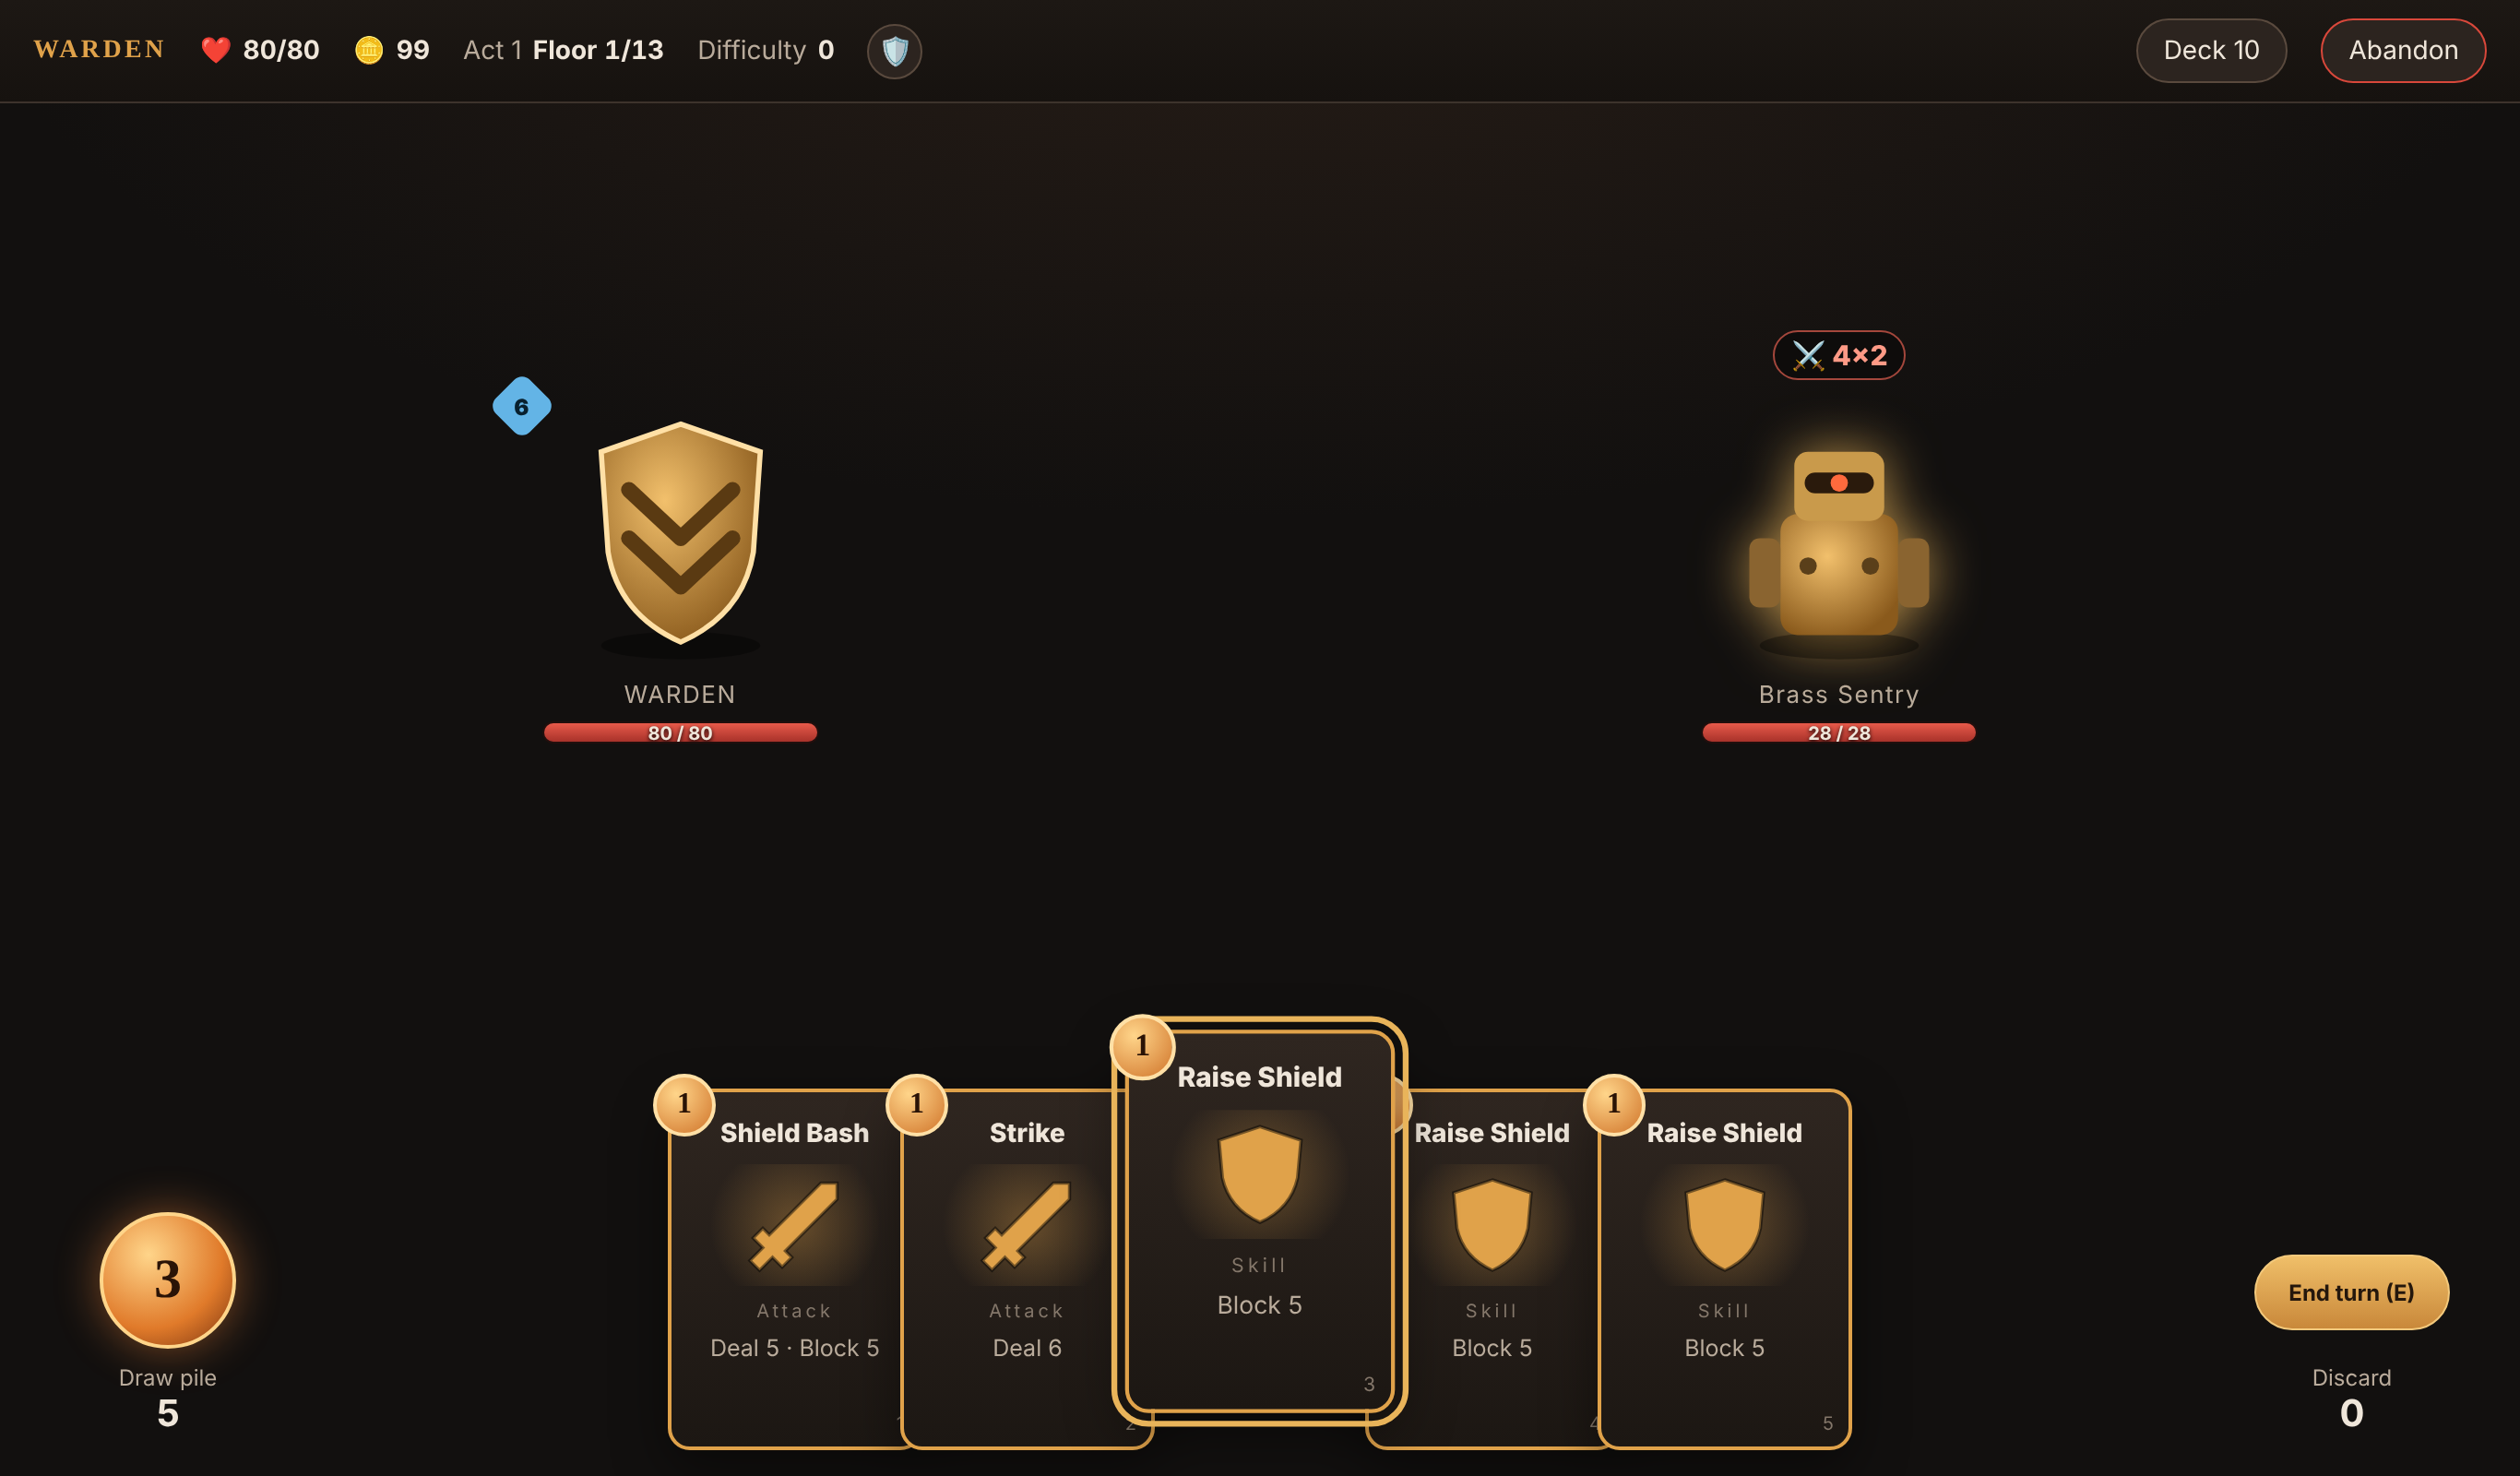 WARDEN 80/80 99 Act 1 Floor 1/13 Difficulty 0 Deck 10 Abandon
4×2
6
WARDEN
80 / 80
Brass Sentry
28 / 28
1
Shield Bash
Attack
Deal 5 · Block 5
1
Strike
Attack
Deal 6
2
1
Raise Shield
Skill
Block 5
3
Raise Shield
Skill
Block 5
4
1
Raise Shield
Skill
Block 5
5
3
Draw pile
5
End turn (E)
Discard
0